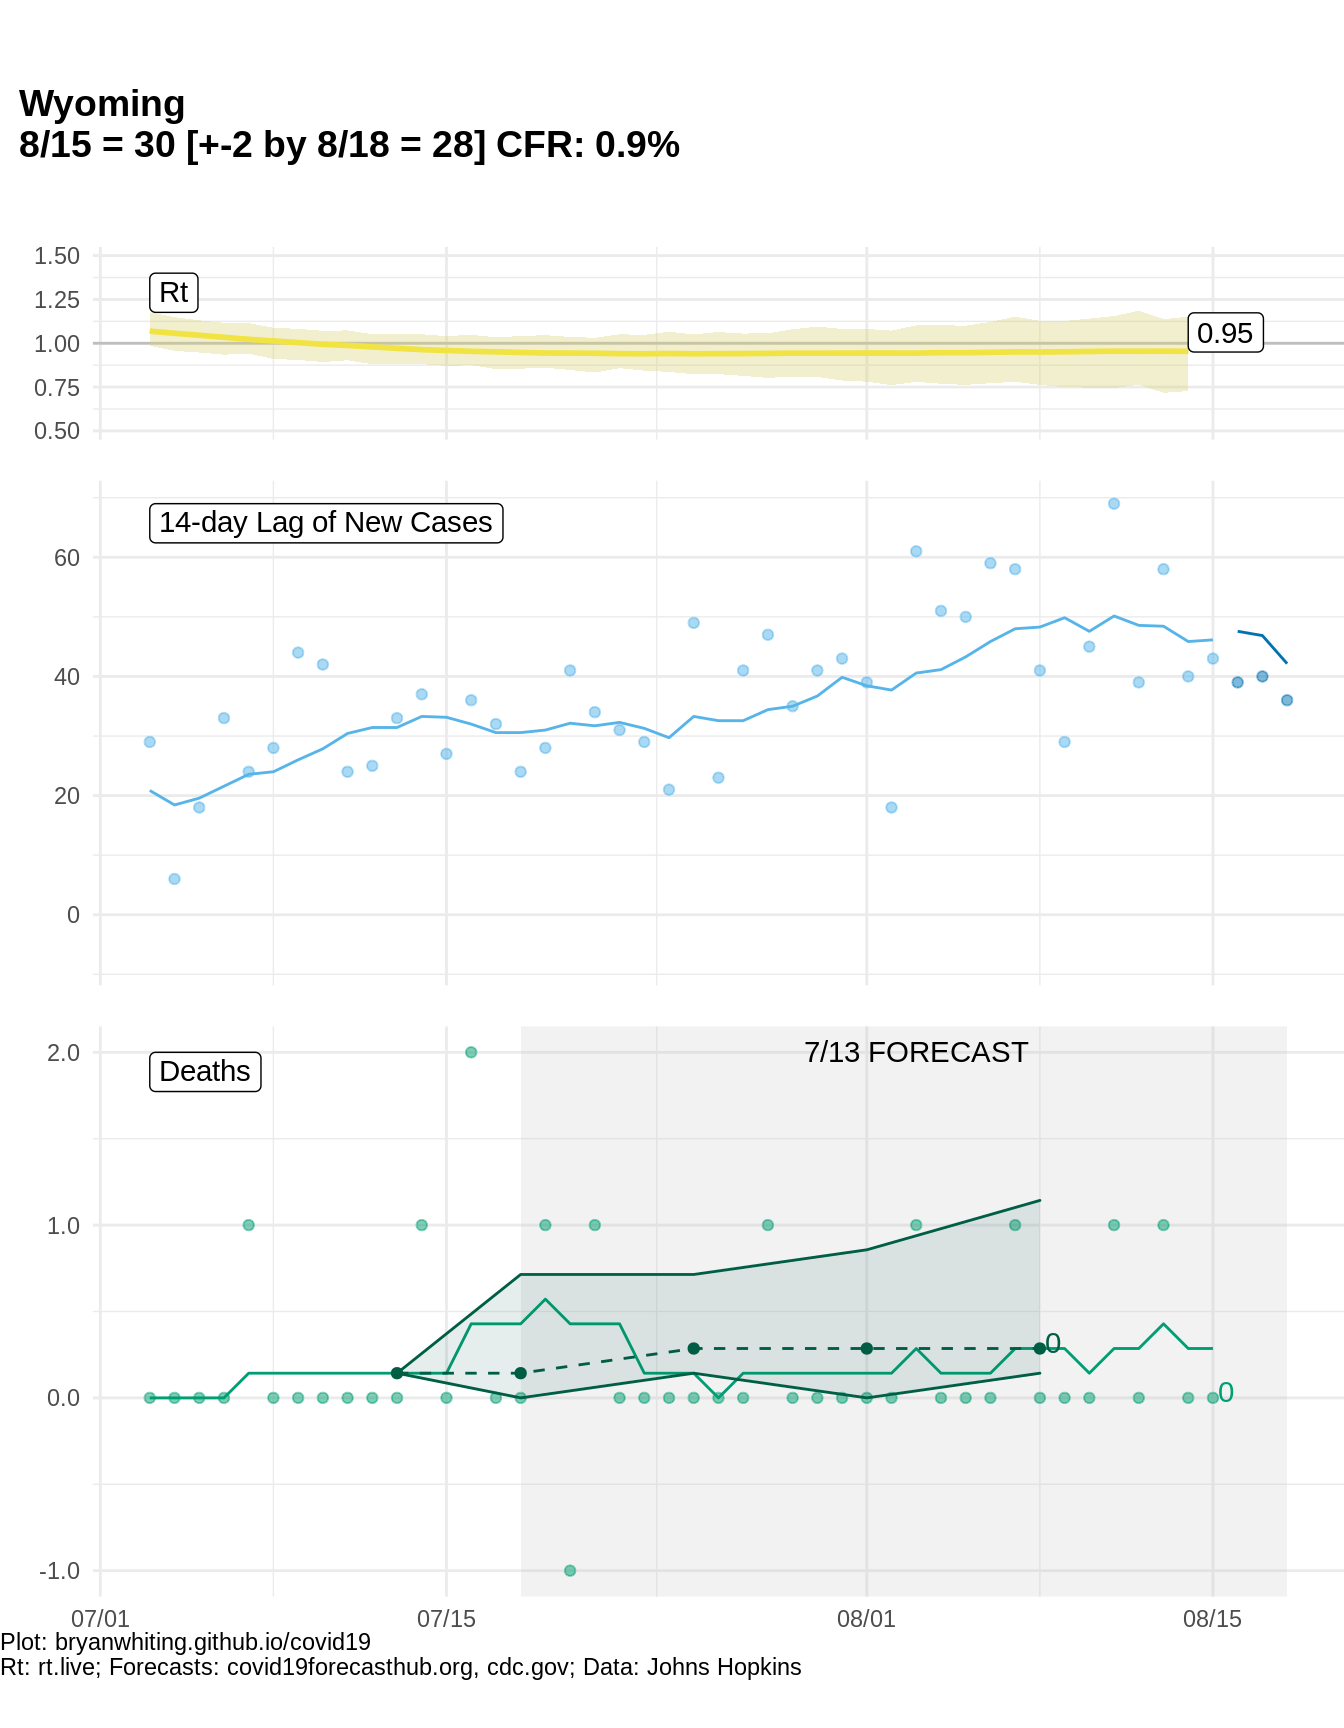 Wyoming
8/15 = 30 [+-2 by 8/18 = 28] CFR: 0.9%
1.50
1.25
1.00
0.75
0.50
Rt
0.95
14-day Lag of New Cases
60
40
20
0
2.0
1.0
0.0
-1.0
Deaths
7/13 FORECAST
0
0
07/01
07/15
08/01
08/15
Plot: bryanwhiting.github.io/covid19
Rt: rt.live; Forecasts: covid19forecasthub.org, cdc.gov; Data: Johns Hopkins